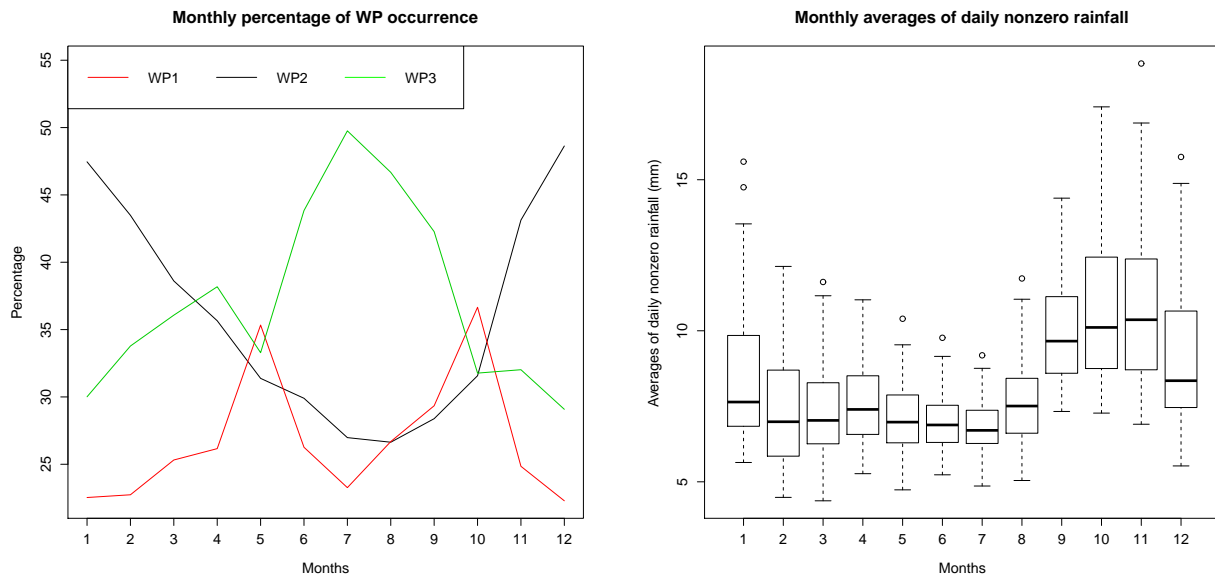 Monthly percentage of WP occurrence
55
50
45
40
35
30
25
Percentage
WP1 WP2 WP3
1 2 3 4 5 6 7 8 9 10 11 12
Months
Monthly averages of daily nonzero rainfall
15
10
5
Averages of daily nonzero rainfall (mm)
1 2 3 4 5 6 7 8 9 10 11 12
Months